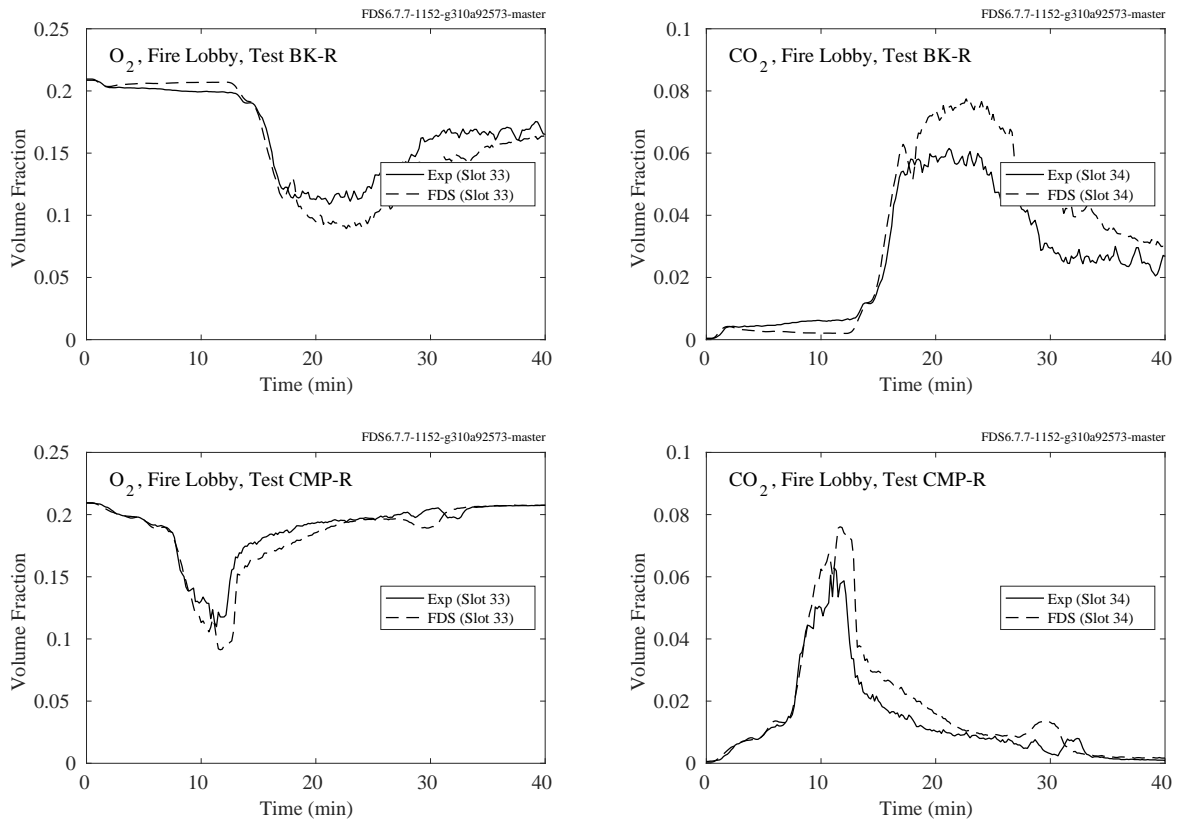 FDS6.7.7-1152-g310a92573-master
O2, Fire Lobby, Test BK-R
Volume Fraction
0.25
0.2
0.15
0.1
0.05
0
Exp (Slot 33)
FDS (Slot 33)
0 10 20 30 40
Time (min)
FDS6.7.7-1152-g310a92573-master
CO2, Fire Lobby, Test BK-R
Volume Fraction
0.1
0.08
0.06
0.04
0.02
0
Exp (Slot 34)
FDS (Slot 34)
0 10 20 30 40
Time (min)
FDS6.7.7-1152-g310a92573-master
O2, Fire Lobby, Test CMP-R
Volume Fraction
0.25
0.2
0.15
0.1
0.05
0
Exp (Slot 33)
FDS (Slot 33)
0 10 20 30 40
Time (min)
FDS6.7.7-1152-g310a92573-master
CO2, Fire Lobby, Test CMP-R
Volume Fraction
0.1
0.08
0.06
0.04
0.02
0
Exp (Slot 34)
FDS (Slot 34)
0 10 20 30 40
Time (min)